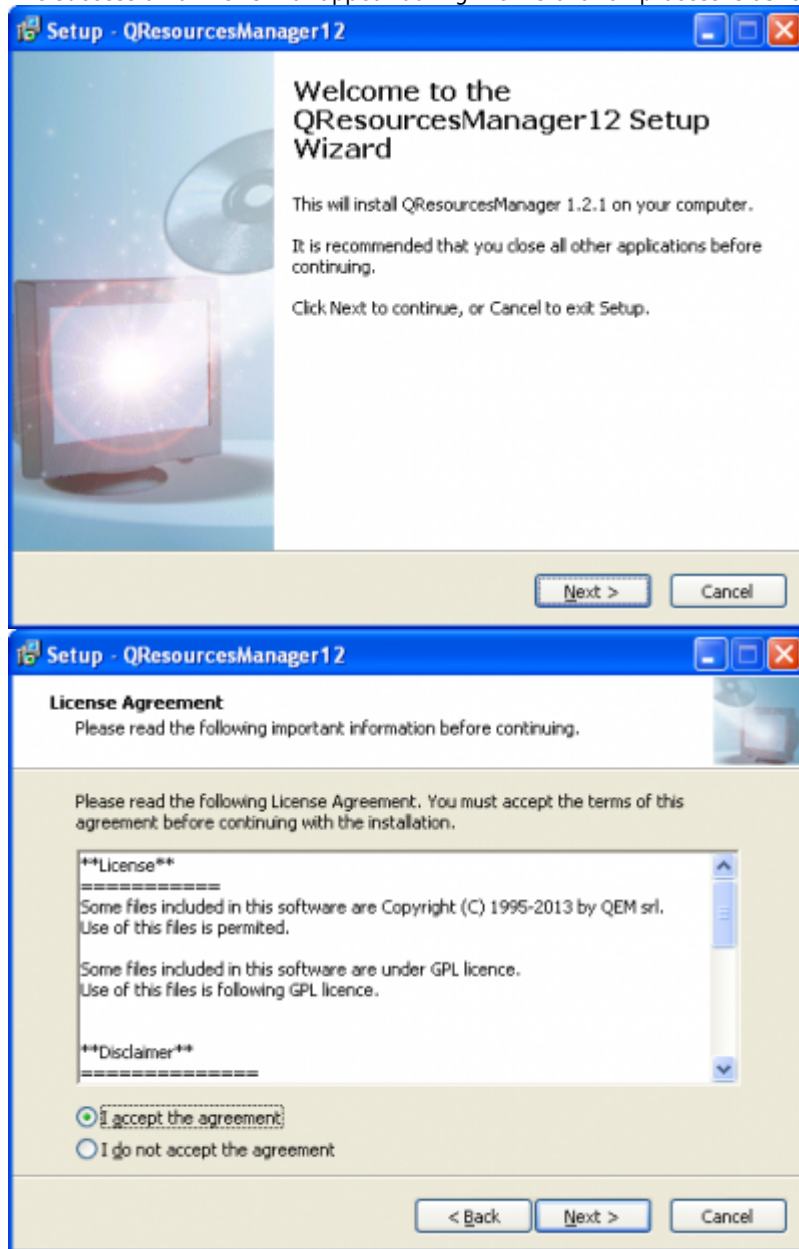 Setup - QResourcesManager12
Welcome to the
QResourcesManager12 Setup
Wizard
This will install QResourcesManager 1.2.1 on your computer.
It is recommended that you close all other applications before
continuing.
Click Next to continue, or Cancel to exit Setup.
Next >
Cancel
Setup - QResourcesManager12
License Agreement
Please read the following important information before continuing.
Please read the following License Agreement. You must accept the terms of this
agreement before continuing with the installation.
**License**
===========
Some files included in this software are Copyright (C) 1995-2013 by QEM srl.
Use of this files is permited.
Some files included in this software are under GPL licence.
Use of this files is following GPL licence.
**Disclaimer**
==============
I accept the agreement
I do not accept the agreement
< Back
Next >
Cancel